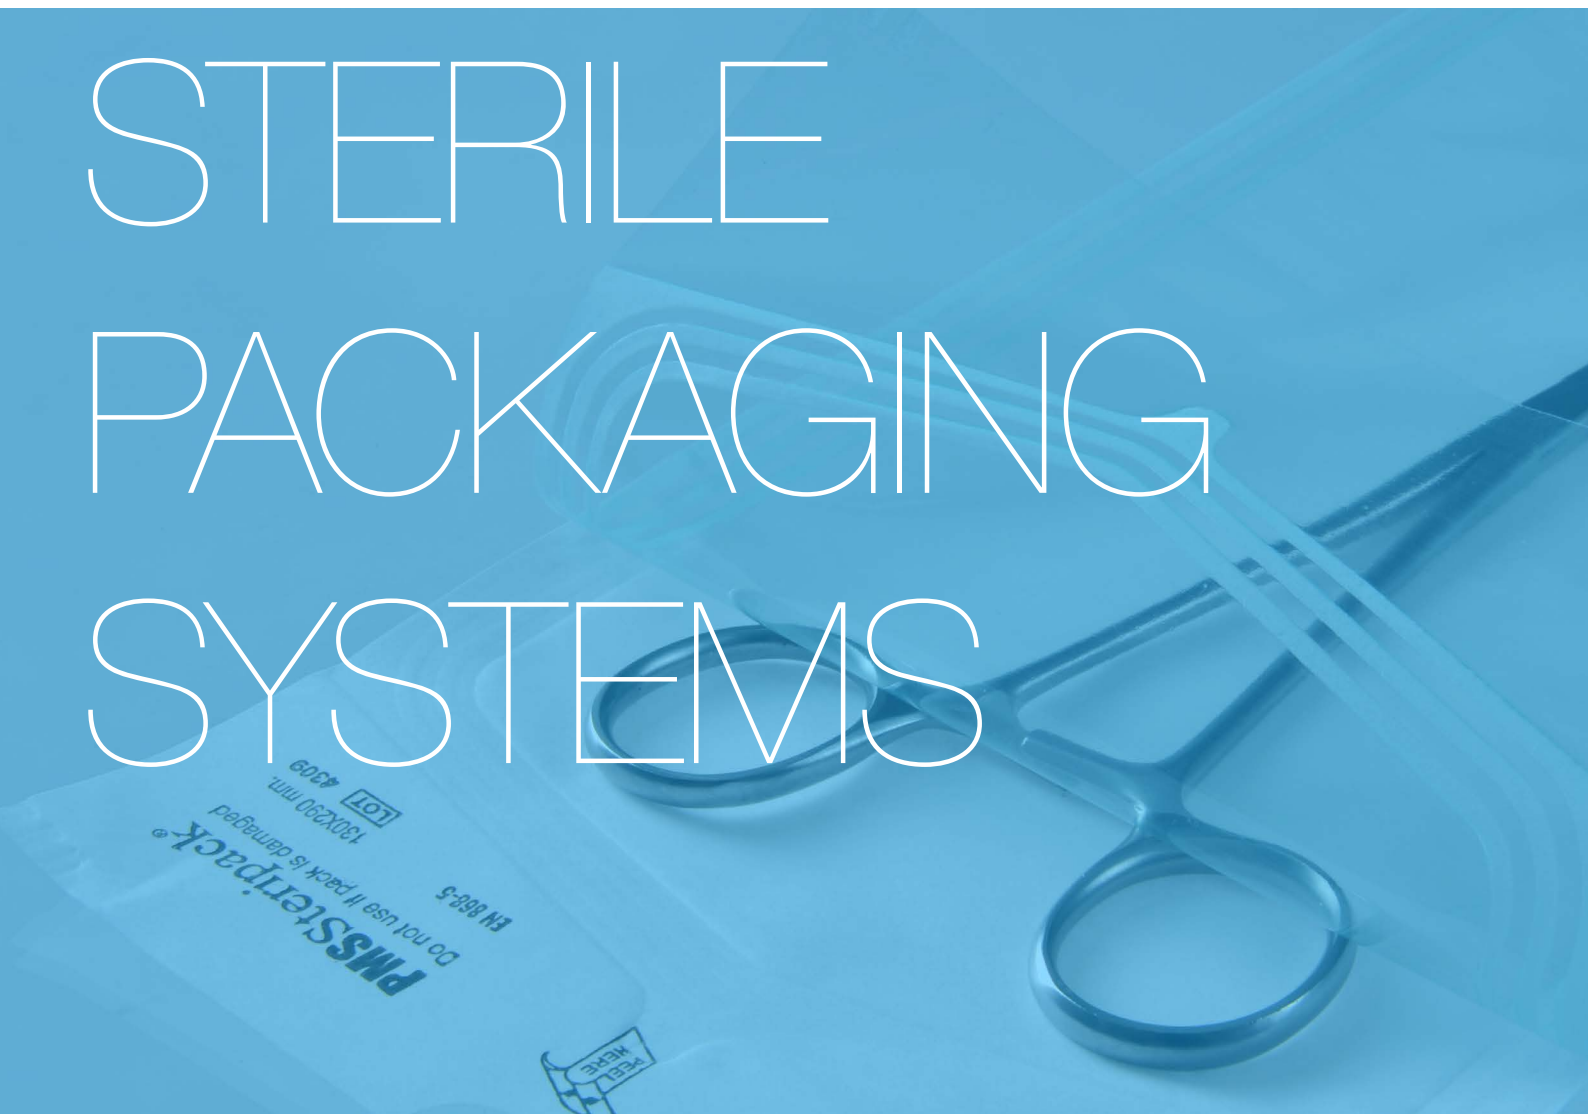 STERILE
PACKAGING
SYSTEMS
PMSSteripack®
Do not use if pack is damaged
130X290 mm.
LOT 4309
EN 868-5
PEEL
HERE